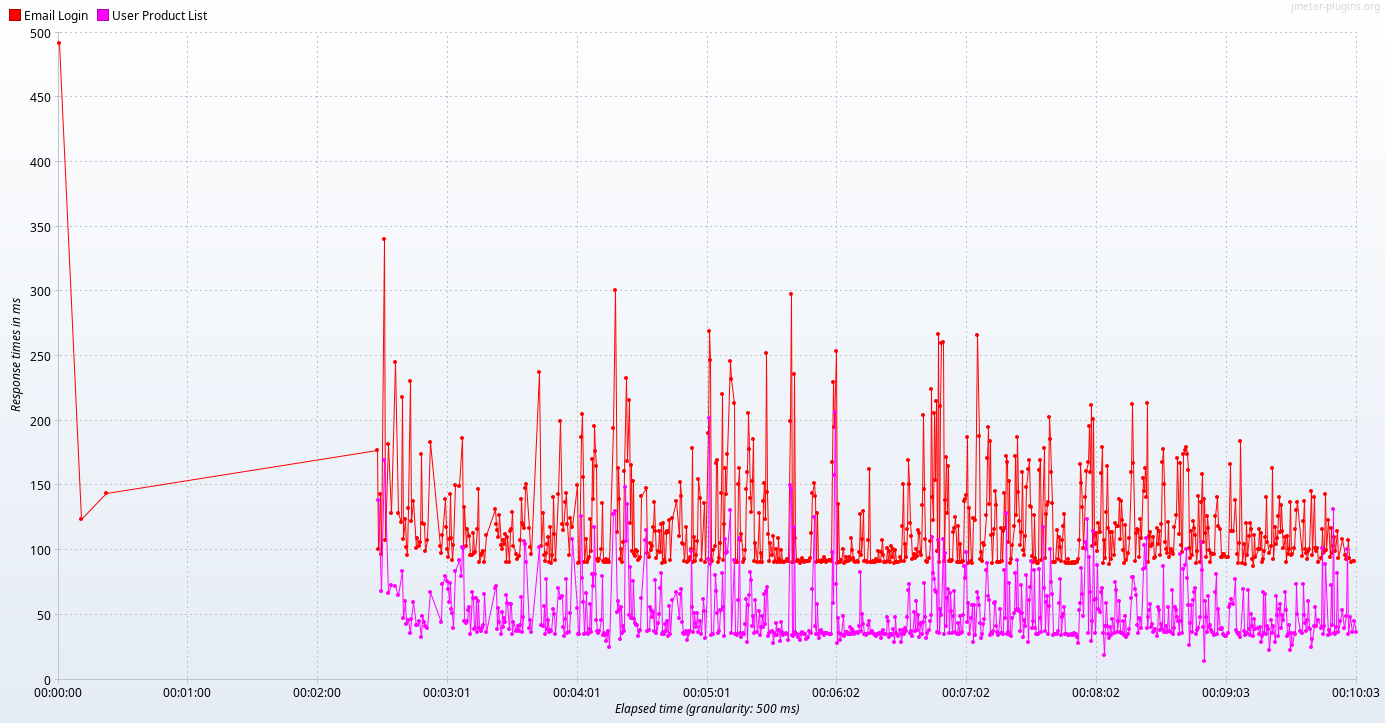 jmeter-plugins.org
Email Login User Product List
500
450
400
350
300
250
200
150
100
50
0
Response times in ms
00:00:00 00:01:00 00:02:00 00:03:01 00:04:01 00:05:01 00:06:02 00:07:02 00:08:02 00:09:03 00:10:03
Elapsed time (granularity: 500 ms)